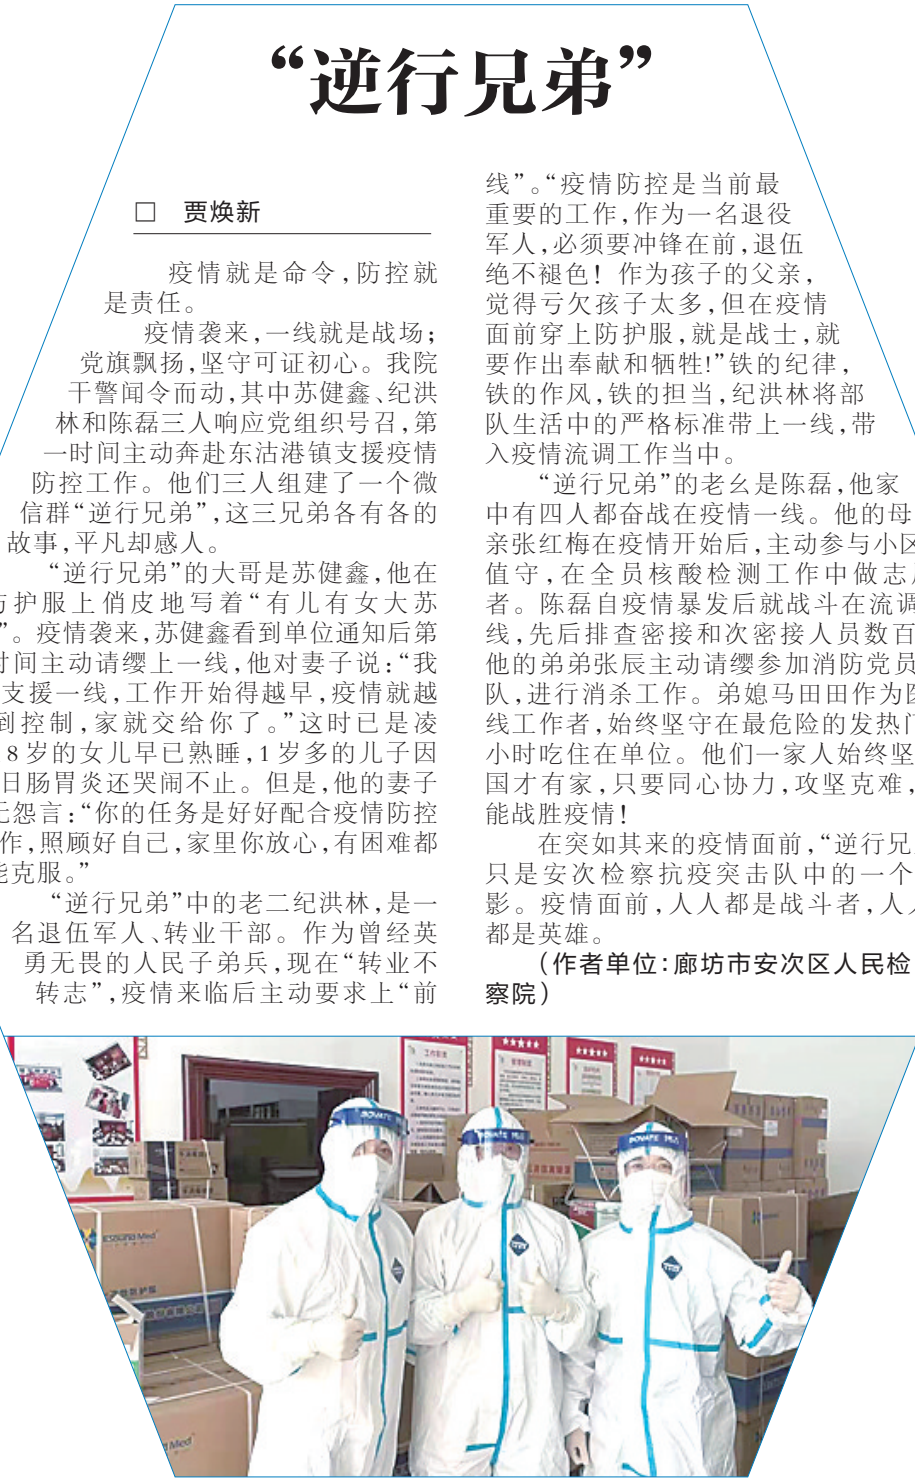 “逆行兄弟”
□ 贾焕新
疫情就是命令,防控就
是责任。
疫情袭来,一线就是战场;
党旗飘扬,坚守可证初心。我院
干警闻令而动,其中苏健鑫、纪洪
林和陈磊三人响应党组织号召,第
一时间主动奔赴东沽港镇支援疫情
防控工作。他们三人组建了一个微
信群“逆行兄弟”,这三兄弟各有各的
故事,平凡却感人。
“逆行兄弟”的大哥是苏健鑫,他在
护服上俏皮地写着“有儿有女大苏
”。疫情袭来,苏健鑫看到单位通知后第
时间主动请缨上一线,他对妻子说:“我
支援一线,工作开始得越早,疫情就越
到控制,家就交给你了。”这时已是凌
8岁的女儿早已熟睡,1岁多的儿子因
日肠胃炎还哭闹不止。但是,他的妻子
无怨言:“你的任务是好好配合疫情防控
作,照顾好自己,家里你放心,有困难都
能克服。”
“逆行兄弟”中的老二纪洪林,是一
名退伍军人、转业干部。作为曾经英
勇无畏的人民子弟兵,现在“转业不
转志”,疫情来临后主动要求上“前
线”。“疫情防控是当前最
重要的工作,作为一名退役
军人,必须要冲锋在前,退伍
绝不褪色!作为孩子的父亲,
觉得亏欠孩子太多,但在疫情
面前穿上防护服,就是战士,就
要作出奉献和牺牲!”铁的纪律,
铁的作风,铁的担当,纪洪林将部
队生活中的严格标准带上一线,带
入疫情流调工作当中。
“逆行兄弟”的老幺是陈磊,他家
中有四人都奋战在疫情一线。他的母
亲张红梅在疫情开始后,主动参与小区
值守,在全员核酸检测工作中做志
者。陈磊自疫情暴发后就战斗在流调
线,先后排查密接和次密接人员数百
他的弟弟张辰主动请缨参加消防党员
队,进行消杀工作。弟媳马田田作为医
线工作者,始终坚守在最危险的发热门
小时吃住在单位。他们一家人始终坚
国才有家,只要同心协力,攻坚克难,
能战胜疫情!
在突如其来的疫情面前,“逆行兄
只是安次检察抗疫突击队中的一个
影。疫情面前,人人都是战斗者,人
都是英雄。
(作者单位:廊坊市安次区人民检
察院)
工作制度
BOVATE
BOVATE
BOVATE
Med
Med